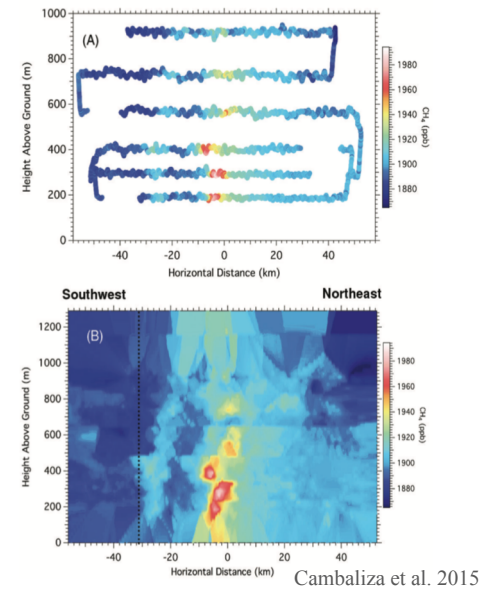 (A)
1000
800
600
400
200
0
Height Above Ground (m)
-40 -20 0 20 40
Horizontal Distance (km)
1980
1960
1940
1920
1900
1880
CH₄ (ppb)
Southwest Northeast
(B)
1200
1000
800
600
400
200
0
Height Above Ground (m)
-40 -20 0 20 40
Horizontal Distance (km)
1980
1960
1940
1920
1900
1880
CH₄ (ppb)
Cambaliza et al. 2015